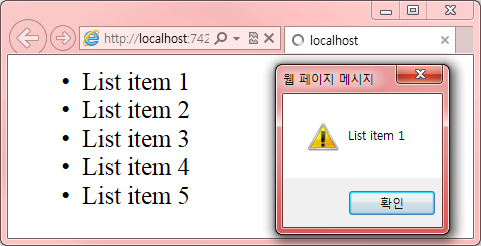 http://localhost:742
localhost
List item 1
List item 2
List item 3
List item 4
List item 5
웹 페이지 메시지
List item 1
확인